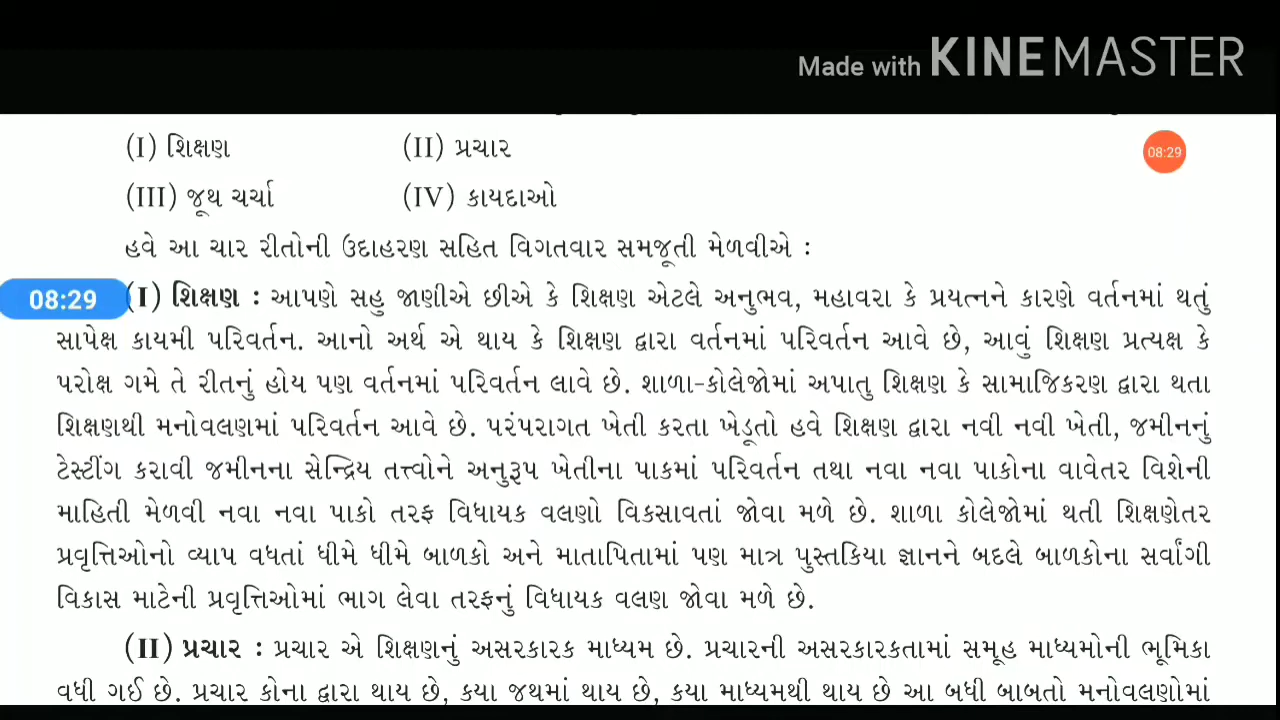 Made with KINEMASTER
(I) શિક્ષણ (II) પ્રચાર
08:29
(III) જૂથ ચર્ચા (IV) કાયદાઓ
હવે આ ચાર રીતોની ઉદાહરણ સહિત વિગતવાર સમજૂતી મેળવીએ :
08:29
(I) શિક્ષણ : આપણે સહુ જાણીએ છીએ કે શિક્ષણ એટલે અનુભવ, મહાવરા કે પ્રયત્નને કારણે વર્તનમાં થતું
સાપેક્ષ કાયમી પરિવર્તન. આનો અર્થ એ થાય કે શિક્ષણ દ્વારા વર્તનમાં પરિવર્તન આવે છે, આવું શિક્ષણ પ્રત્યક્ષ કે
પરોક્ષ ગમે તે રીતનું હોય પણ વર્તનમાં પરિવર્તન લાવે છે. શાળા-કોલેજોમાં અપાતુ શિક્ષણ કે સામાજિકરણ દ્વારા થતા
શિક્ષણથી મનોવલણમાં પરિવર્તન આવે છે. પરંપરાગત ખેતી કરતા ખેડૂતો હવે શિક્ષણ દ્વારા નવી નવી ખેતી, જમીનનું
ટેસ્ટીંગ કરાવી જમીનના સેન્દ્રિય તત્ત્વોને અનુરૂપ ખેતીના પાકમાં પરિવર્તન તથા નવા નવા પાકોના વાવેતર વિશેની
માહિતી મેળવી નવા નવા પાકો તરફ વિધાયક વલણો વિકસાવતાં જોવા મળે છે. શાળા કોલેજોમાં થતી શિક્ષણેતર
પ્રવૃત્તિઓનો વ્યાપ વધતાં ધીમે ધીમે બાળકો અને માતાપિતામાં પણ માત્ર પુસ્તકિયા જ્ઞાનને બદલે બાળકોના સર્વાંગી
વિકાસ માટેની પ્રવૃત્તિઓમાં ભાગ લેવા તરફનું વિધાયક વલણ જોવા મળે છે.
(II) પ્રચાર : પ્રચાર એ શિક્ષણનું અસરકારક માધ્યમ છે. પ્રચારની અસરકારકતામાં સમૂહ માધ્યમોની ભૂમિકા
વધી ગઈ છે. પ્રચાર કોના દ્વારા થાય છે, કયા જથમાં થાય છે, કયા માધ્યમથી થાય છે આ બધી બાબતો મનોવલણોમાં